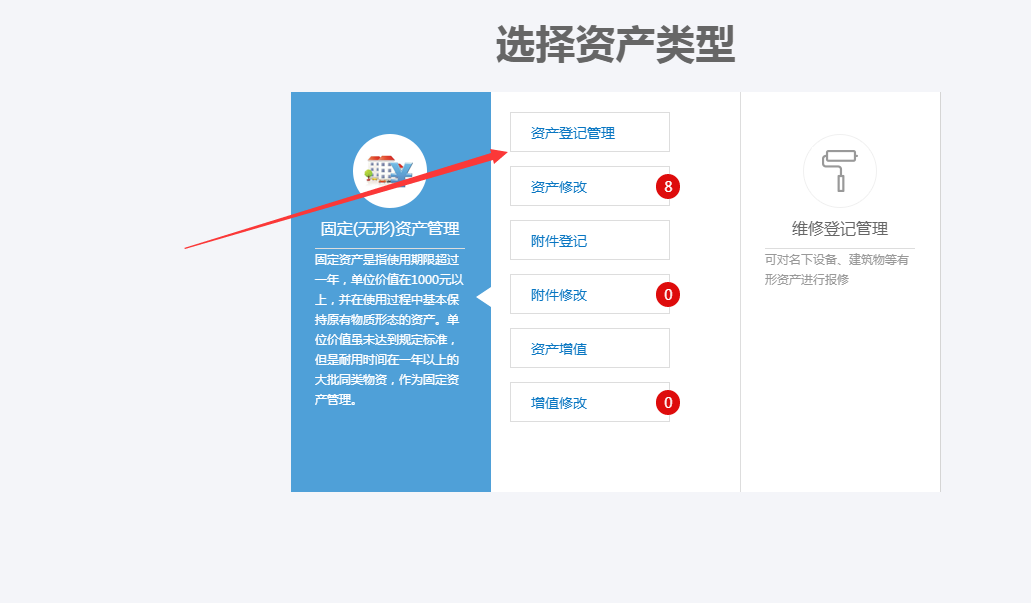 选择资产类型
固定(无形)资产管理
固定资产是指使用期限超过
一年，单位价值在1000元以
上，并在使用过程中基本保
持原有物质形态的资产。单
位价值虽未达到规定标准，
但是耐用时间在一年以上的
大批同类物资，作为固定资
产管理。
资产登记管理
资产修改 8
附件登记
附件修改 0
资产增值
增值修改 0
维修登记管理
可对名下设备、建筑物等有
形资产进行报修